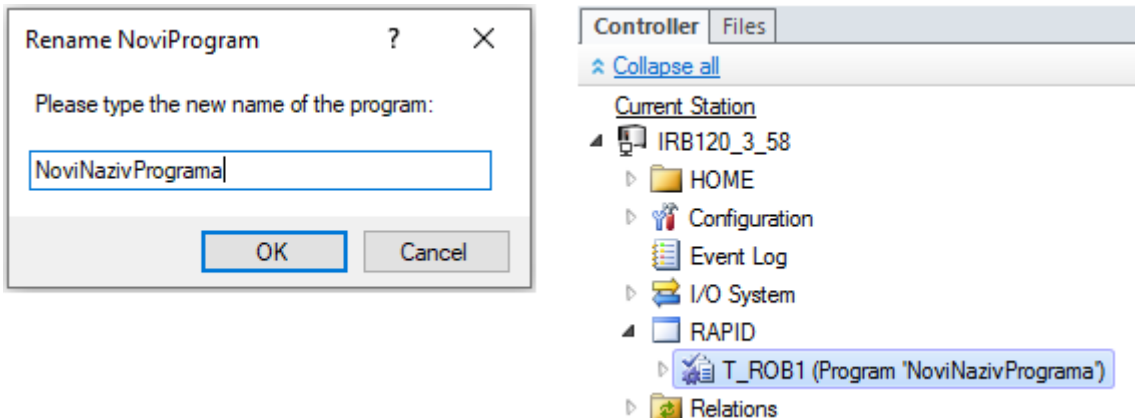 Rename NoviProgram
?
Please type the new name of the program:
NoviNazivPrograma
OK
Cancel
Controller
Files
Collapse all
Current Station
IRB120_3_58
HOME
Configuration
Event Log
I/O System
RAPID
T_ROB1 (Program 'NoviNazivPrograma')
Relations